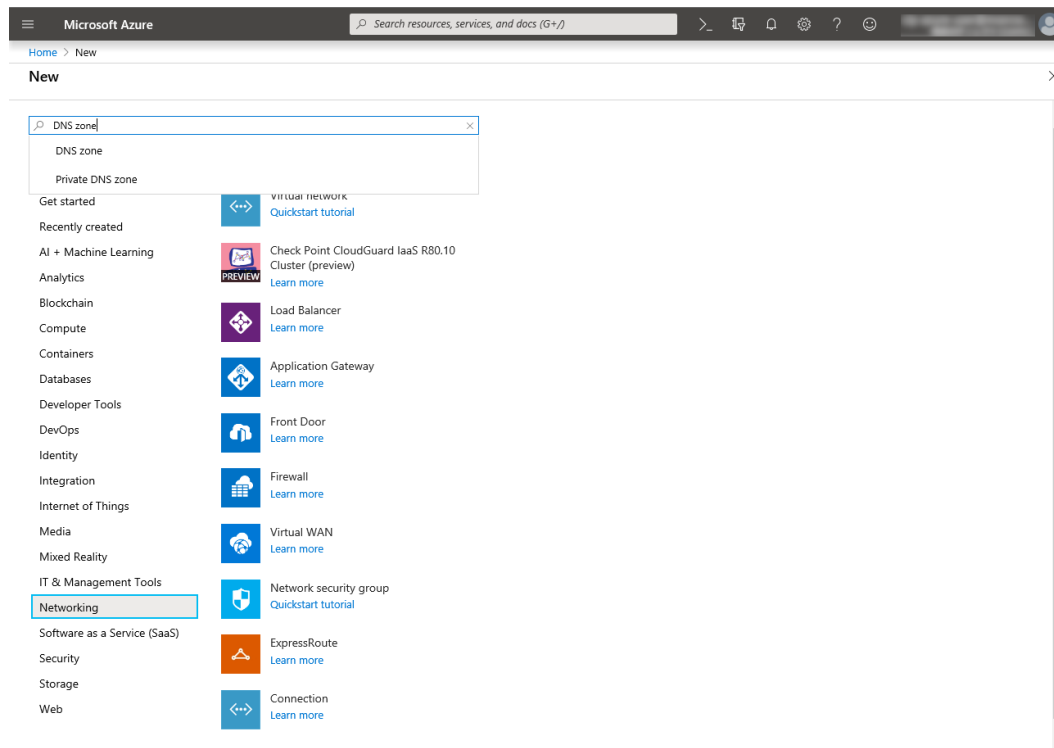 Microsoft Azure
Search resources, services, and docs (G+/)
Home > New
New
DNS zone
DNS zone
Private DNS zone
Get started
Recently created
AI + Machine Learning
Analytics
Blockchain
Compute
Containers
Databases
Developer Tools
DevOps
Identity
Integration
Internet of Things
Media
Mixed Reality
IT & Management Tools
Networking
Software as a Service (SaaS)
Security
Storage
Web
Virtual network
Quickstart tutorial
PREVIEW
Check Point CloudGuard IaaS R80.10
Cluster (preview)
Learn more
Load Balancer
Learn more
Application Gateway
Learn more
Front Door
Learn more
Firewall
Learn more
Virtual WAN
Learn more
Network security group
Quickstart tutorial
ExpressRoute
Learn more
Connection
Learn more